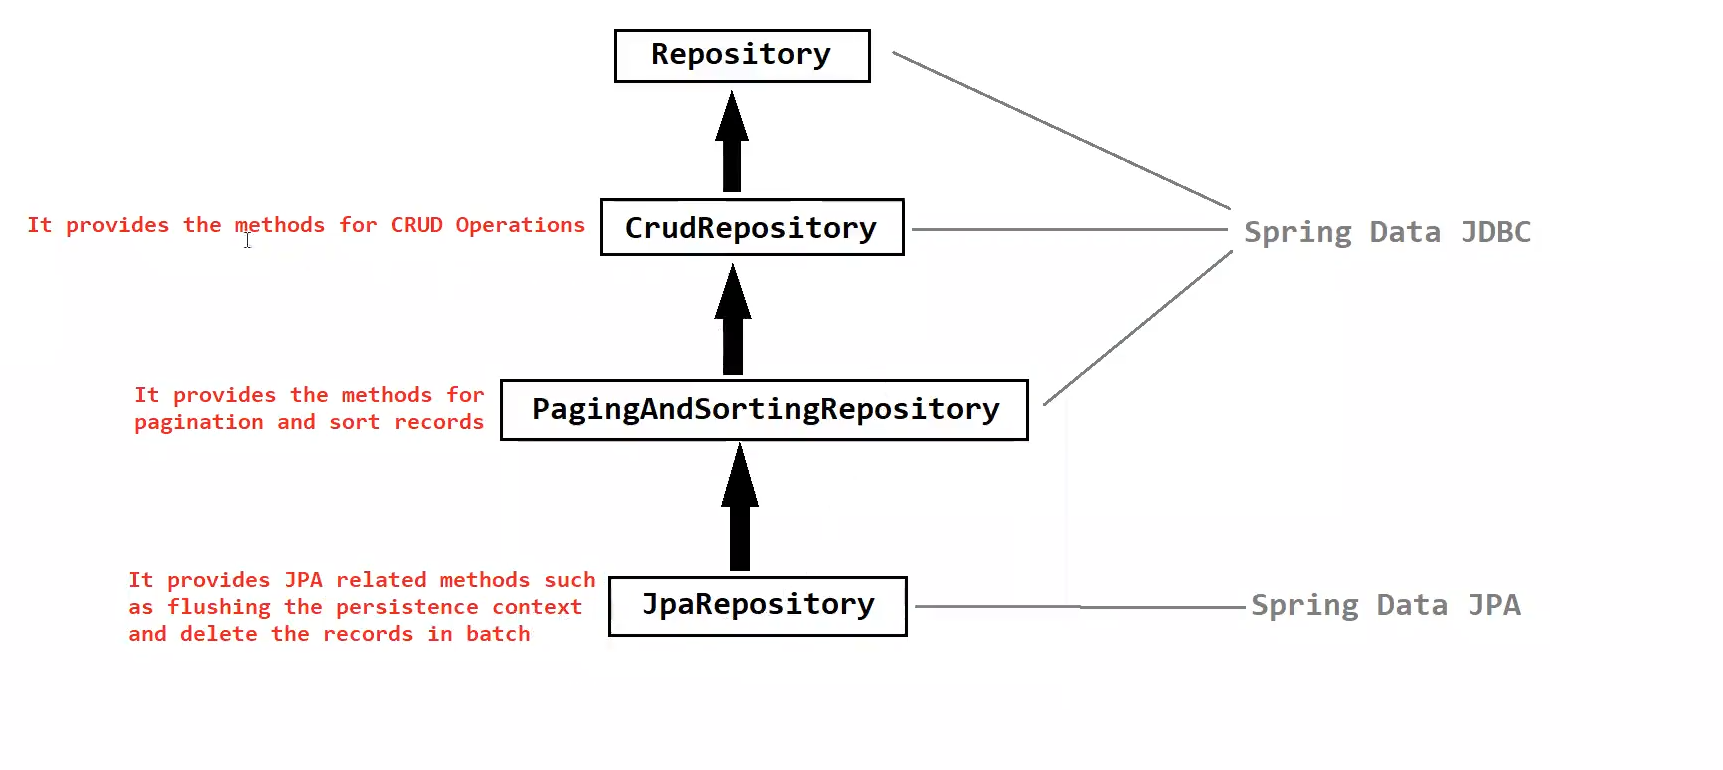 Repository
It provides the methods for CRUD Operations
CrudRepository
Spring Data JDBC
It provides the methods for
pagination and sort records
PagingAndSortingRepository
It provides JPA related methods such
as flushing the persistence context
and delete the records in batch
JpaRepository
Spring Data JPA